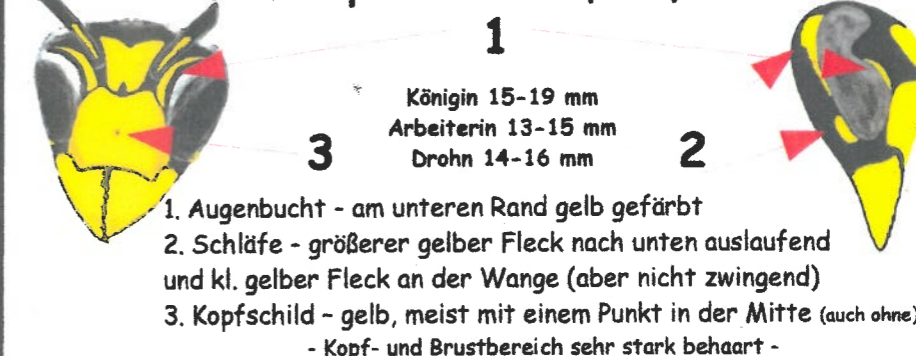 1
Königin 15-19 mm
Arbeiterin 13-15 mm
3 Drohn 14-16 mm 2
1. Augenbucht - am unteren Rand gelb gefärbt
2. Schläfe - größerer gelber Fleck nach unten auslaufend
und kl. gelber Fleck an der Wange (aber nicht zwingend)
3. Kopfschild - gelb, meist mit einem Punkt in der Mitte (auch ohne)
- Kopf- und Brustbereich sehr stark behaart -